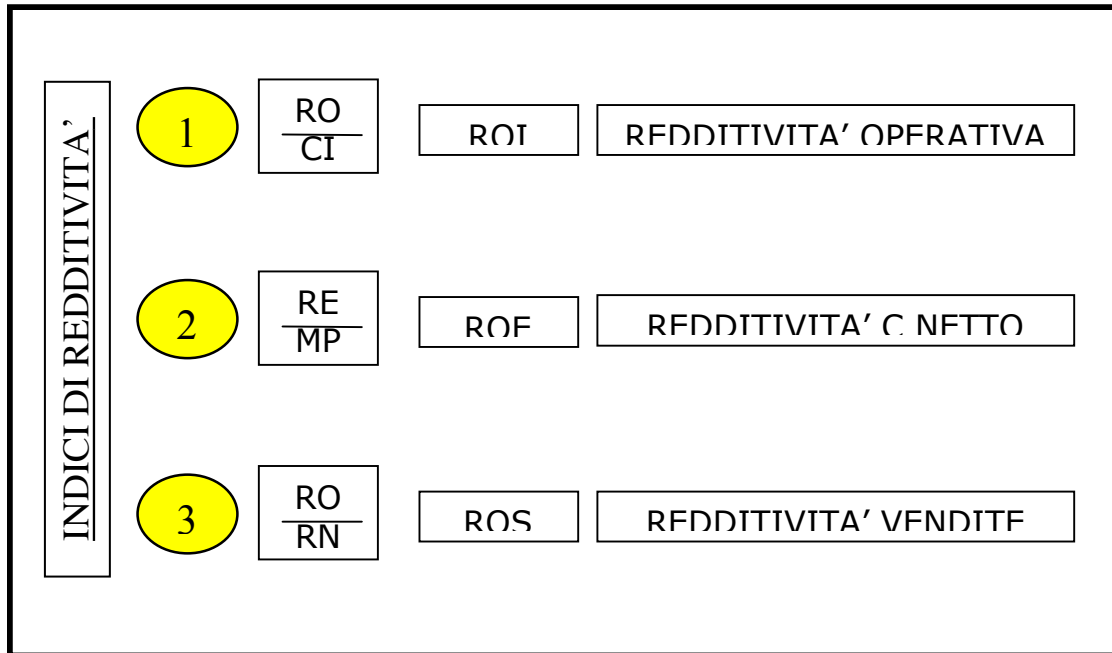 INDICI DI REDDITIVITA'
1
RO
CI
ROI
REDDITIVITA' OPERATIVA
2
RE
MP
ROE
REDDITIVITA' C NETTO
3
RO
RN
ROS
REDDITIVITA' VENDITE